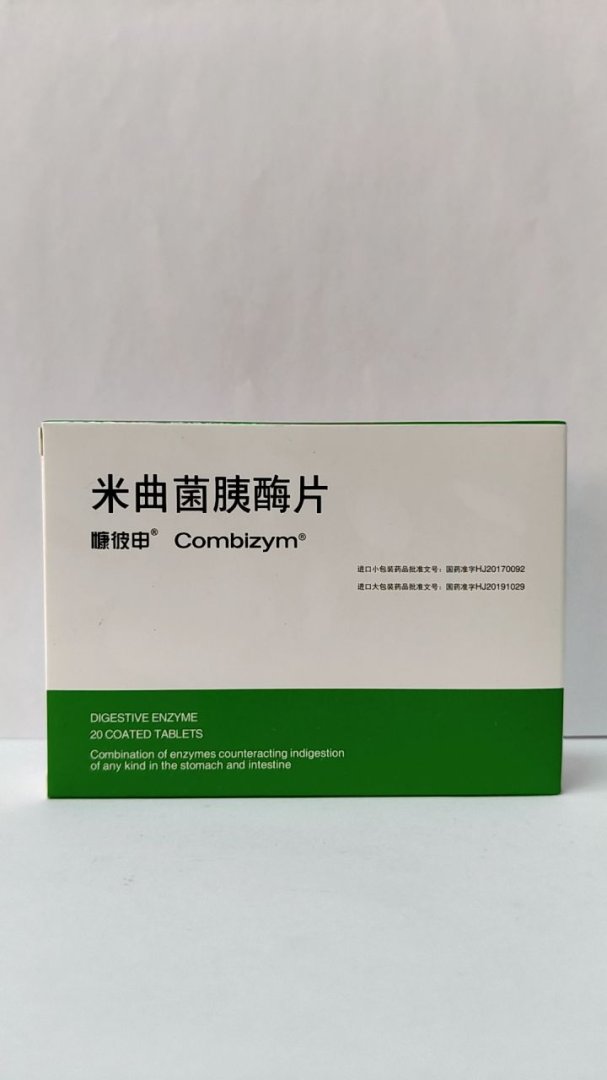 米曲菌胰酶片
慷彼申® Combizym®
进口小包装药品批准文号：国药准字HJ20170092
进口大包装药品批准文号：国药准字HJ20191029
DIGESTIVE ENZYME
20 COATED TABLETS
Combination of enzymes counteracting indigestion
of any kind in the stomach and intestine